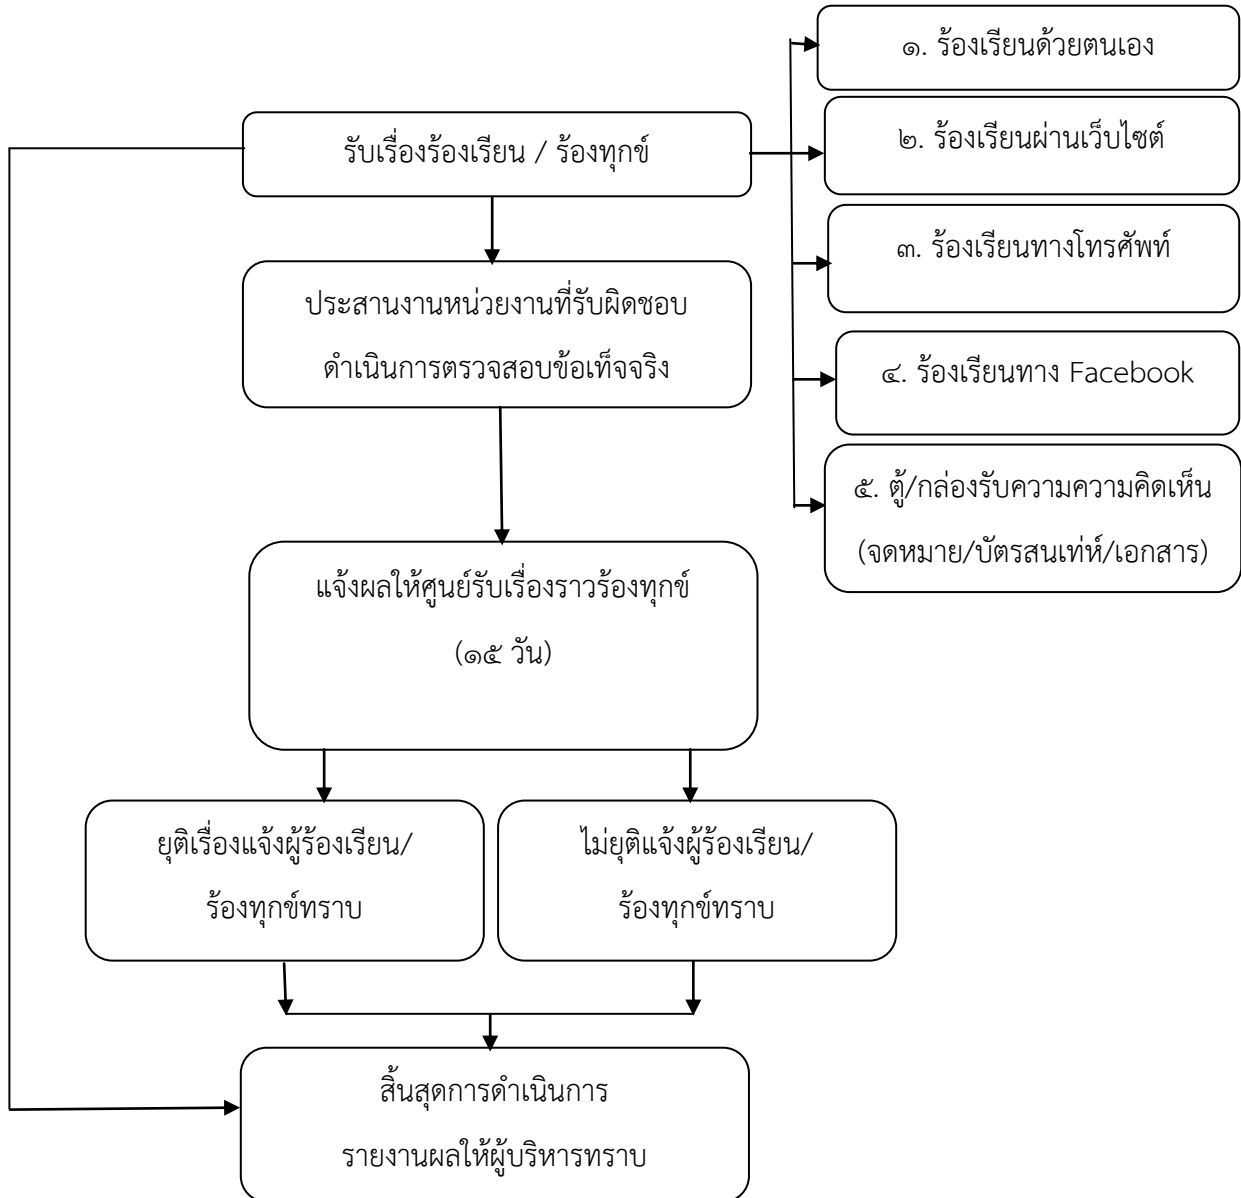 ๑. ร้องเรียนด้วยตนเอง
รับเรื่องร้องเรียน / ร้องทุกข์
๒. ร้องเรียนผ่านเว็บไซต์
๓. ร้องเรียนทางโทรศัพท์
ประสานงานหน่วยงานที่รับผิดชอบ
ดำเนินการตรวจสอบข้อเท็จจริง
๔. ร้องเรียนทาง Facebook
๕. ตู้/กล่องรับความความคิดเห็น
(จดหมาย/บัตรสนเท่ห์/เอกสาร)
แจ้งผลให้ศูนย์รับเรื่องราวร้องทุกข์
(๑๕ วัน)
ยุติเรื่องแจ้งผู้ร้องเรียน/
ร้องทุกข์ทราบ
ไม่ยุติแจ้งผู้ร้องเรียน/
ร้องทุกข์ทราบ
สิ้นสุดการดำเนินการ
รายงานผลให้ผู้บริหารทราบ